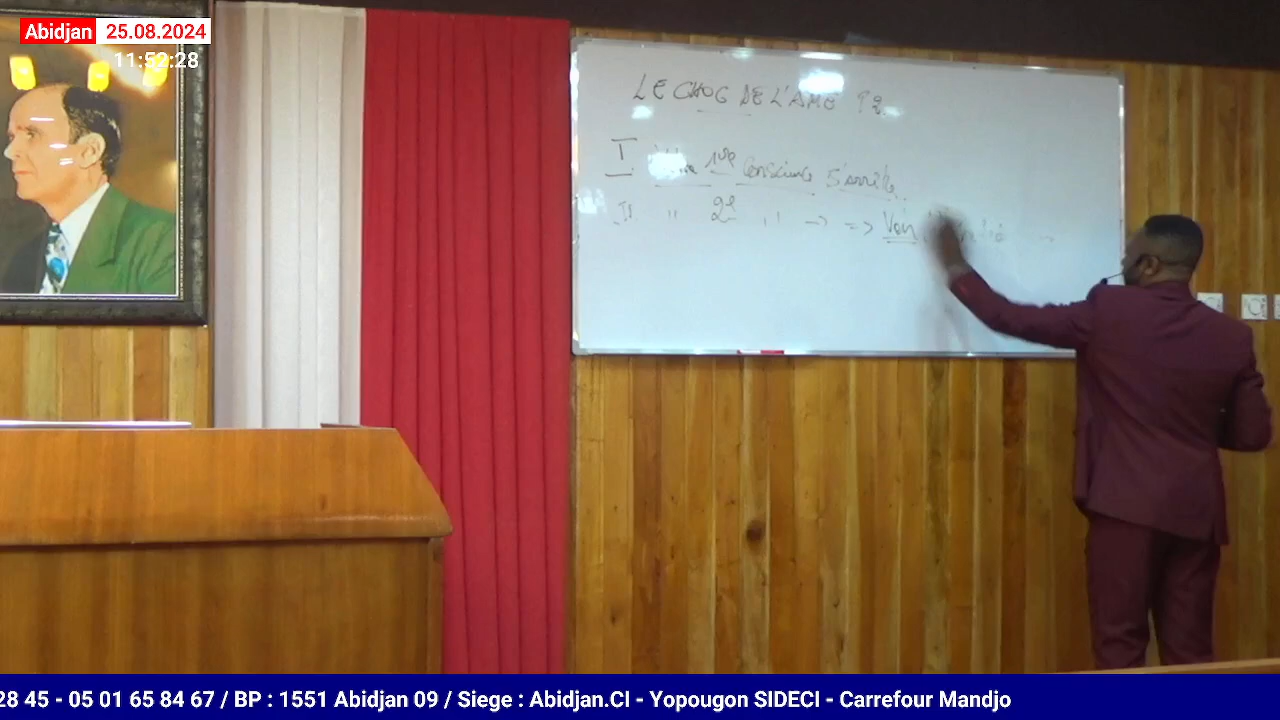 Abidjan 25.08.2024
11:52:28
LE CHOC DE L'AME
I 1ère Conscience S'arrête
II " 2e " -> => Voir
28 45 - 05 01 65 84 67 / BP : 1551 Abidjan 09 / Siege : Abidjan.CI - Yopougon SIDECI - Carrefour Mandjo